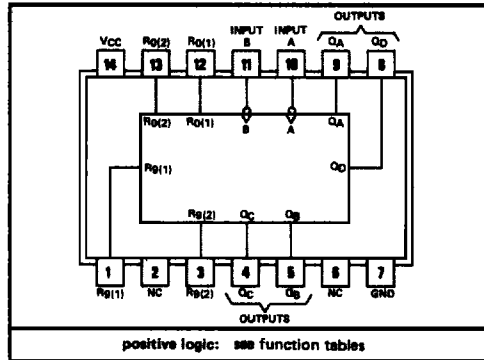 OUTPUTS
INPUT INPUT
VCC R0(2) R0(1) B A QA QD
14 13 12 11 10 9 8
R0(2) R0(1) B A QA
R9(1) QD
R9(2) QC QB
1 2 3 4 5 6 7
R9(1) NC R9(2) QC QB NC GND
OUTPUTS
positive logic: see function tables